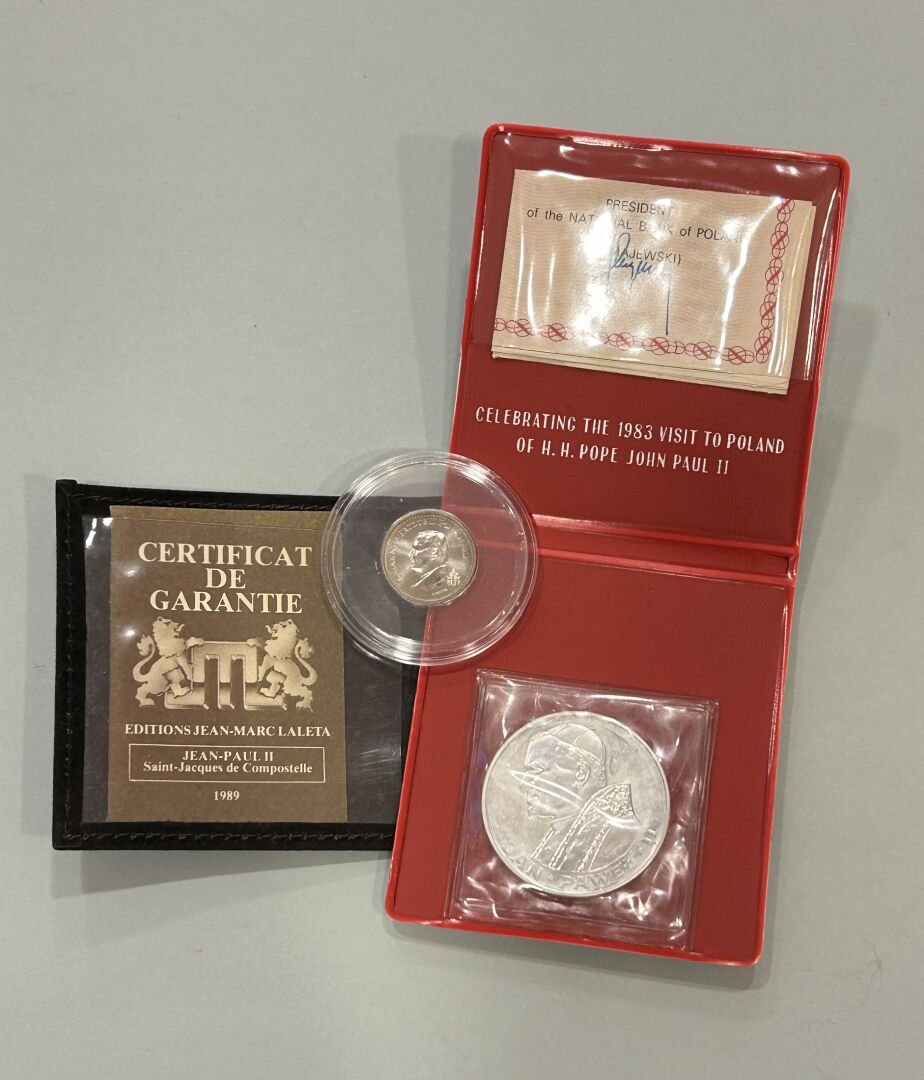 PRESIDENT
of the NATIONAL BANK of POLAND
CELEBRATING THE 1983 VISIT TO POLAND
OF H. H. POPE JOHN PAUL II
CERTIFICAT
DE
GARANTIE
EDITIONS JEAN-MARC LALETA
JEAN-PAUL II
Saint-Jacques de Compostelle
1989
JAN PAWEŁ II